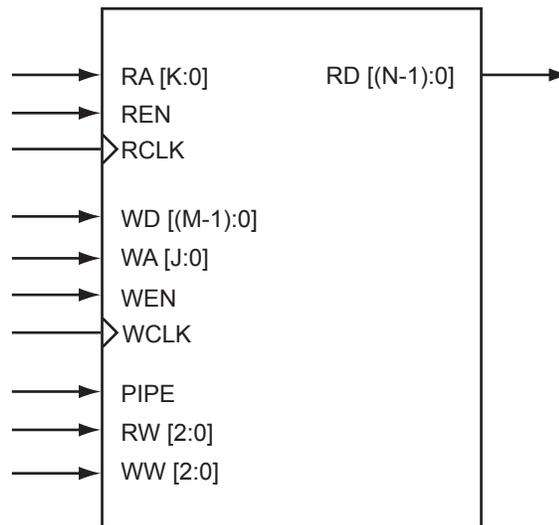 RA [K:0] RD [(N-1):0]
REN
RCLK
WD [(M-1):0]
WA [J:0]
WEN
WCLK
PIPE
RW [2:0]
WW [2:0]